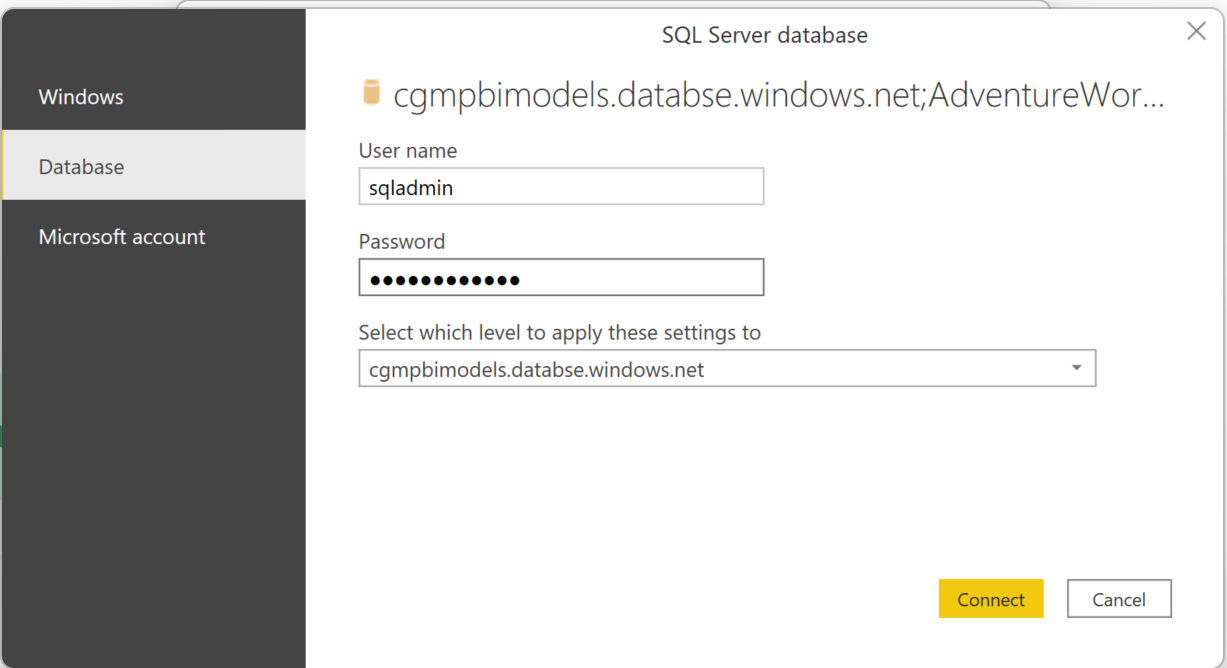 SQL Server database
Windows
Database
Microsoft account
cgmpbimodels.databse.windows.net;AdventureWor...
User name
sqladmin
Password
●●●●●●●●●●●●
Select which level to apply these settings to
cgmpbimodels.databse.windows.net
Connect
Cancel